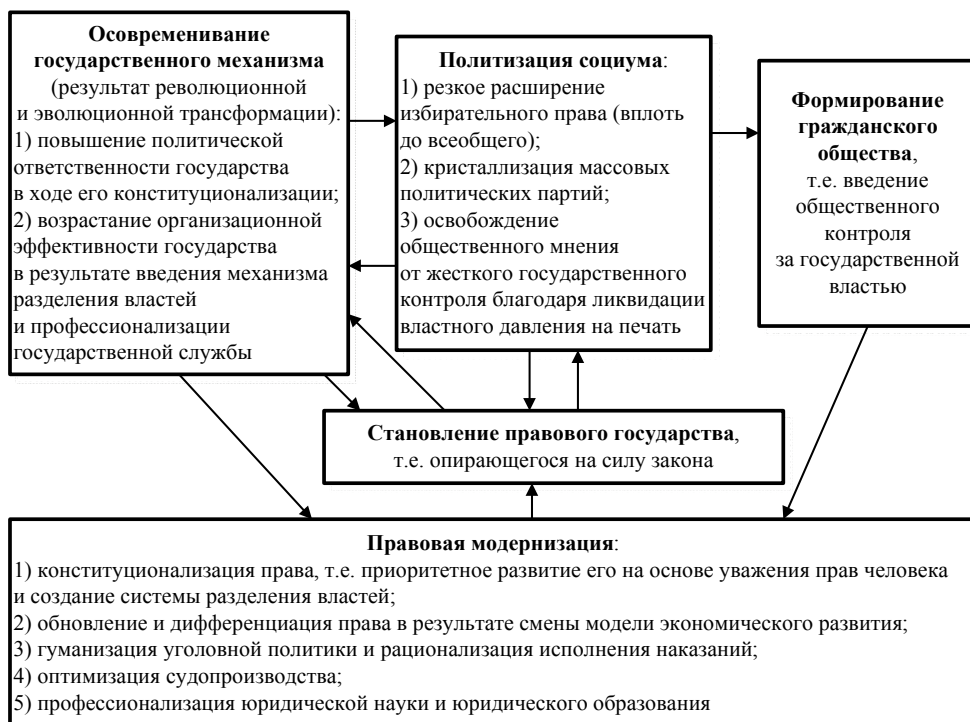 Осовременивание
государственного механизма
(результат революционной
и эволюционной трансформации):
1) повышение политической
ответственности государства
в ходе его конституционализации;
2) возрастание организационной
эффективности государства
в результате введения механизма
разделения властей
и профессионализации
государственной службы
Политизация социума:
1) резкое расширение
избирательного права (вплоть
до всеобщего);
2) кристаллизация массовых
политических партий;
3) освобождение
общественного мнения
от жесткого государственного
контроля благодаря ликвидации
властного давления на печать
Формирование
гражданского
общества,
т.е. введение
общественного
контроля
за государственной
властью
Становление правового государства,
т.е. опирающегося на силу закона
Правовая модернизация:
1) конституционализация права, т.е. приоритетное развитие его на основе уважения прав человека
и создание системы разделения властей;
2) обновление и дифференциация права в результате смены модели экономического развития;
3) гуманизация уголовной политики и рационализация исполнения наказаний;
4) оптимизация судопроизводства;
5) профессионализация юридической науки и юридического образования